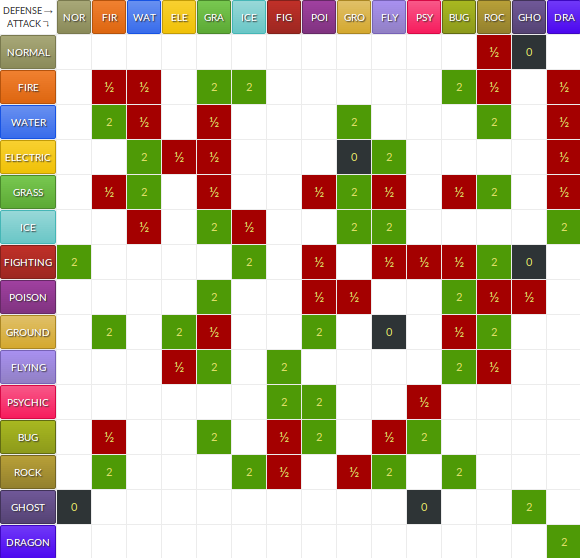 DEFENSE → NOR FIR WAT ELE GRA ICE FIG POI GRO FLY PSY BUG ROC GHO DRA
ATTACK ↴
NORMAL ½ 0
FIRE ½ ½ 2 2 2 ½ ½
WATER 2 ½ ½ 2 2 ½
ELECTRIC 2 ½ ½ 0 2 ½
GRASS ½ 2 ½ ½ 2 ½ ½ 2 ½
ICE ½ 2 ½ 2 2 2
FIGHTING 2 2 ½ ½ ½ ½ 2 0
POISON 2 ½ ½ 2 ½ ½
GROUND 2 2 ½ 2 0 ½ 2
FLYING ½ 2 2 2 ½
PSYCHIC 2 2 ½
BUG ½ 2 ½ 2 ½ 2
ROCK 2 2 ½ ½ 2 2
GHOST 0 0 2
DRAGON 2